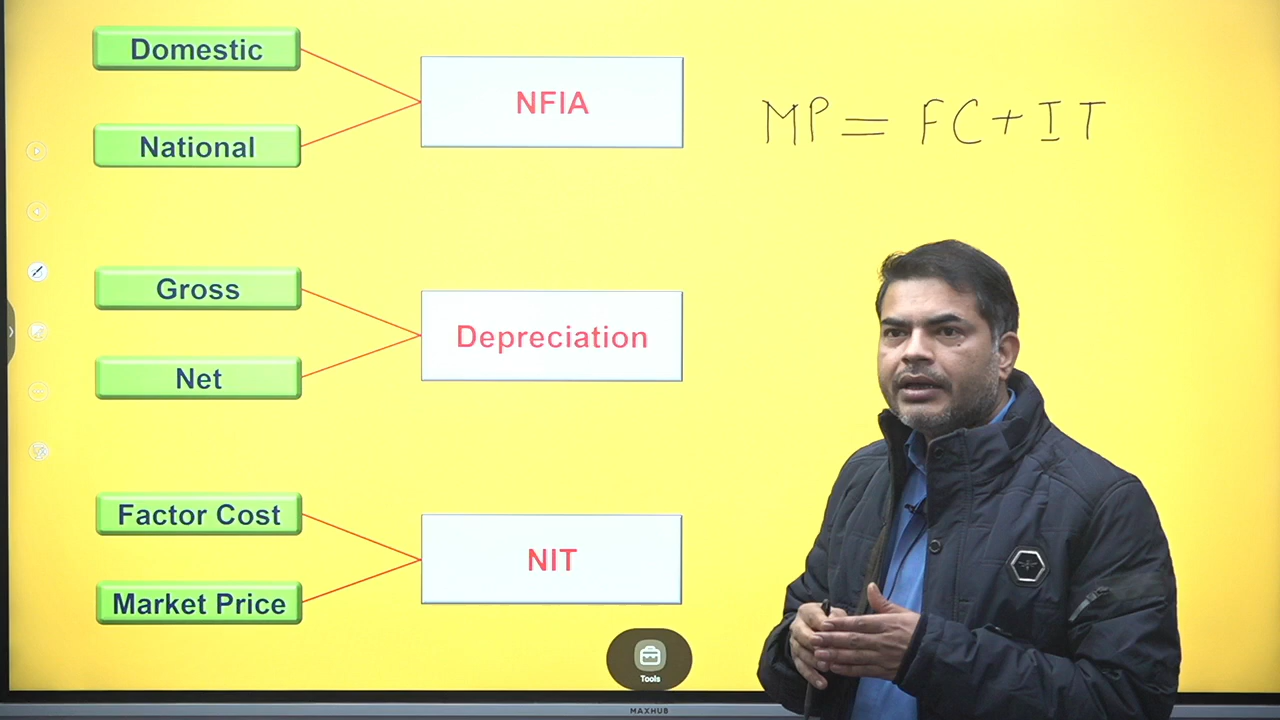 Domestic
NFIA
National
MP = FC + IT
Gross
Depreciation
Net
Factor Cost
NIT
Market Price
Tools
MAXHUB